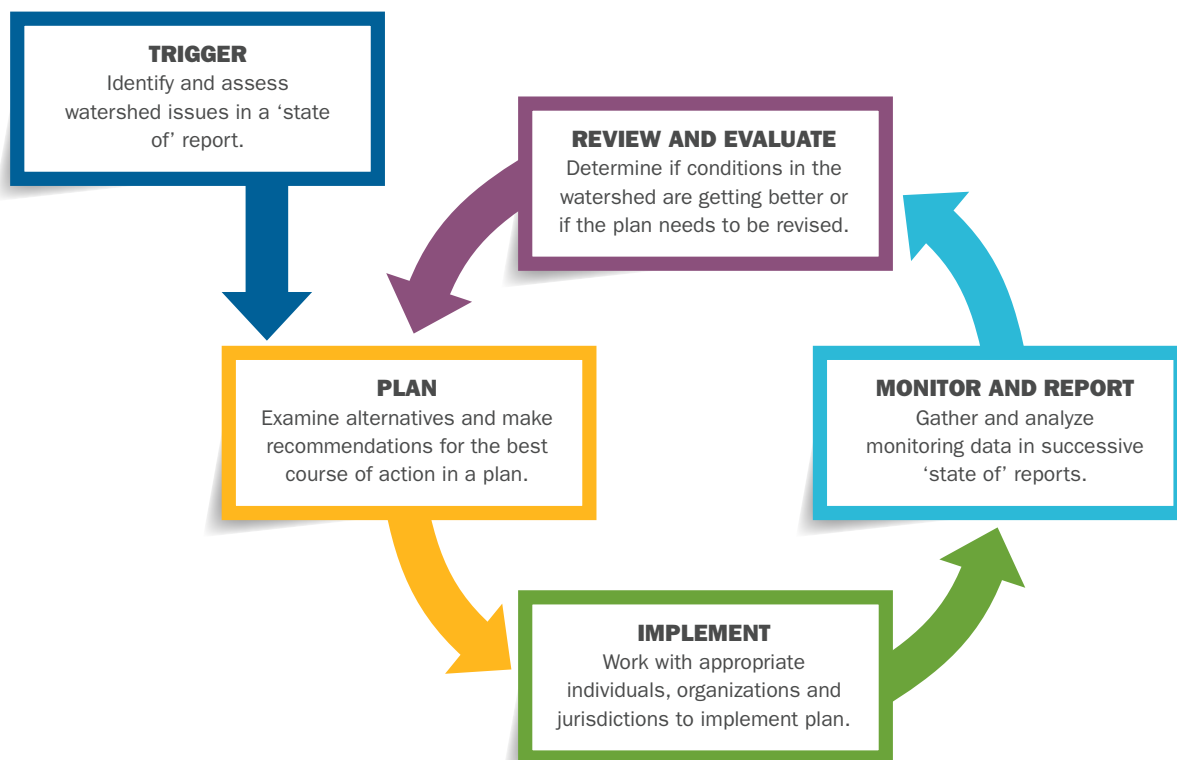 TRIGGER
Identify and assess
watershed issues in a ‘state
of’ report.
REVIEW AND EVALUATE
Determine if conditions in the
watershed are getting better or
if the plan needs to be revised.
PLAN
Examine alternatives and make
recommendations for the best
course of action in a plan.
MONITOR AND REPORT
Gather and analyze
monitoring data in successive
‘state of’ reports.
IMPLEMENT
Work with appropriate
individuals, organizations and
jurisdictions to implement plan.